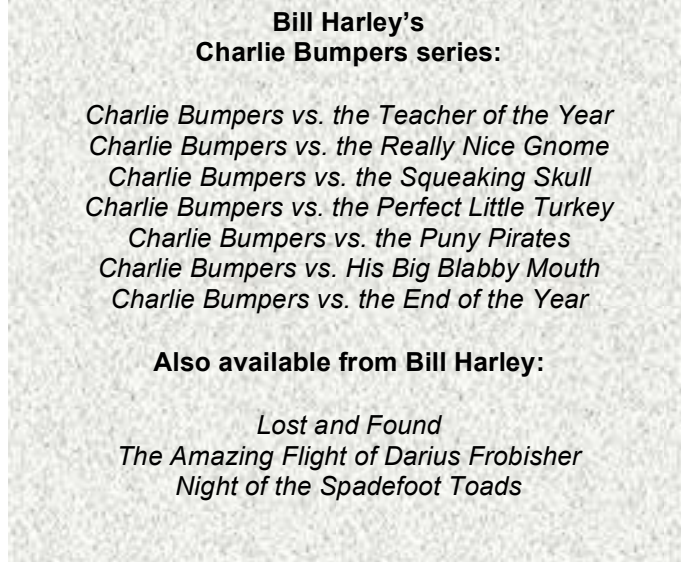 Bill Harley’s
Charlie Bumpers series:
Charlie Bumpers vs. the Teacher of the Year
Charlie Bumpers vs. the Really Nice Gnome
Charlie Bumpers vs. the Squeaking Skull
Charlie Bumpers vs. the Perfect Little Turkey
Charlie Bumpers vs. the Puny Pirates
Charlie Bumpers vs. His Big Blabby Mouth
Charlie Bumpers vs. the End of the Year
Also available from Bill Harley:
Lost and Found
The Amazing Flight of Darius Frobisher
Night of the Spadefoot Toads